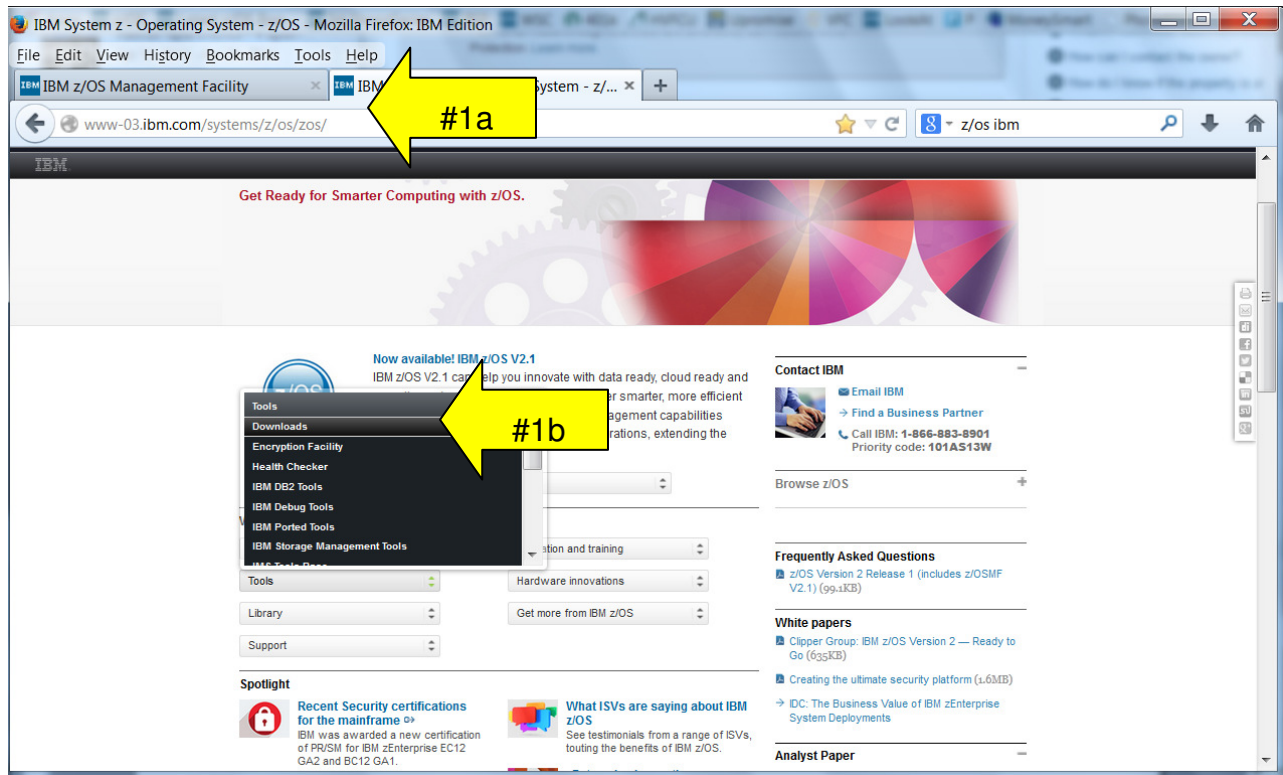 IBM System z - Operating System - z/OS - Mozilla Firefox: IBM Edition
File Edit View History Bookmarks Tools Help
IBM IBM z/OS Management Facility × IBM IBM System - z/... × +
#1a
www-03.ibm.com/systems/z/os/zos/
8 z/os ibm
IBM
Get Ready for Smarter Computing with z/OS.
z/OS
Now available! IBM z/OS V2.1
IBM z/OS V2.1 can help you innovate with data ready, cloud ready and
er smarter, more efficient
agement capabilities
rations, extending the
#1b
Tools
Downloads
Encryption Facility
Health Checker
IBM DB2 Tools
IBM Debug Tools
IBM Ported Tools
IBM Storage Management Tools
IMS Tools Page
ation and training
Tools
Hardware innovations
Library
Get more from IBM z/OS
Support
Spotlight
Recent Security certifications
for the mainframe
IBM was awarded a new certification
of PR/SM for IBM zEnterprise EC12
GA2 and BC12 GA1.
What ISVs are saying about IBM
z/OS
See testimonials from a range of ISVs,
touting the benefits of IBM z/OS.
Contact IBM
Email IBM
Find a Business Partner
Call IBM: 1-866-883-8901
Priority code: 101AS13W
Browse z/OS
Frequently Asked Questions
z/OS Version 2 Release 1 (includes z/OSMF
V2.1) (99.1KB)
White papers
Clipper Group: IBM z/OS Version 2 — Ready to
Go (635KB)
Creating the ultimate security platform (1.6MB)
IDC: The Business Value of IBM zEnterprise
System Deployments
Analyst Paper